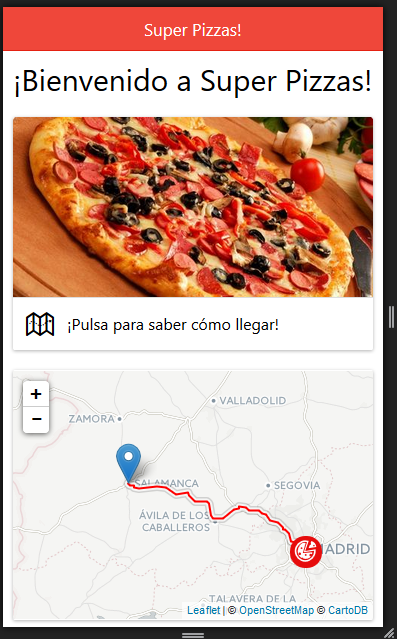 Super Pizzas!
¡Bienvenido a Super Pizzas!
¡Pulsa para saber cómo llegar!
+
−
VALLADOLID
ZAMORA
SALAMANCA
SEGOVIA
ÁVILA DE LOS
CABALLEROS
MADRID
TALAVERA DE LA
Leaflet | © OpenStreetMap © CartoDB